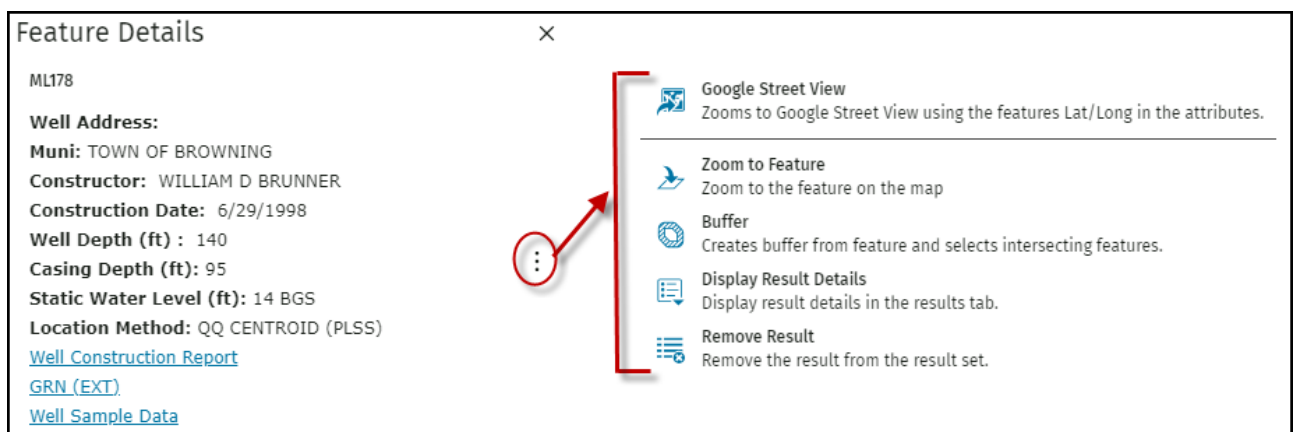 Feature Details
ML178
Well Address:
Muni: TOWN OF BROWNING
Constructor: WILLIAM D BRUNNER
Construction Date: 6/29/1998
Well Depth (ft) : 140
Casing Depth (ft): 95
Static Water Level (ft): 14 BGS
Location Method: QQ CENTROID (PLSS)
Well Construction Report
GRN (EXT)
Well Sample Data
Google Street View
Zooms to Google Street View using the features Lat/Long in the attributes.
Zoom to Feature
Zoom to the feature on the map
Buffer
Creates buffer from feature and selects intersecting features.
Display Result Details
Display result details in the results tab.
Remove Result
Remove the result from the result set.